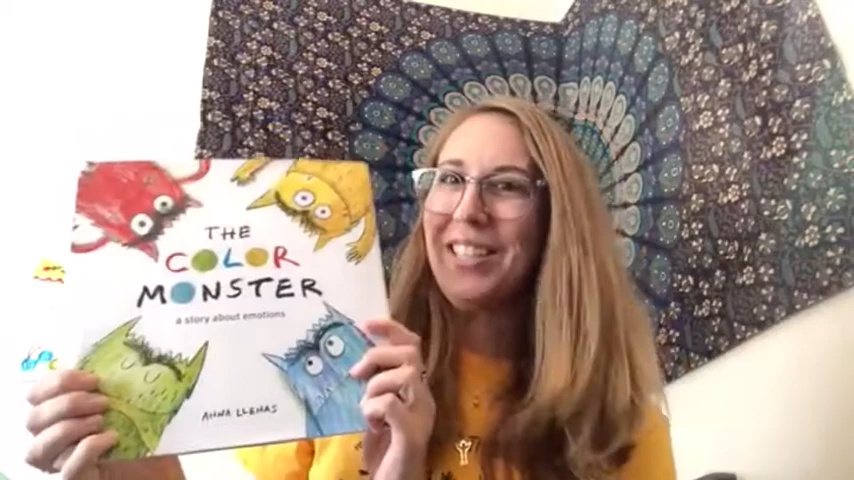 THE
COLOR
MONSTER
a story about emotions
ANNA LLENAS